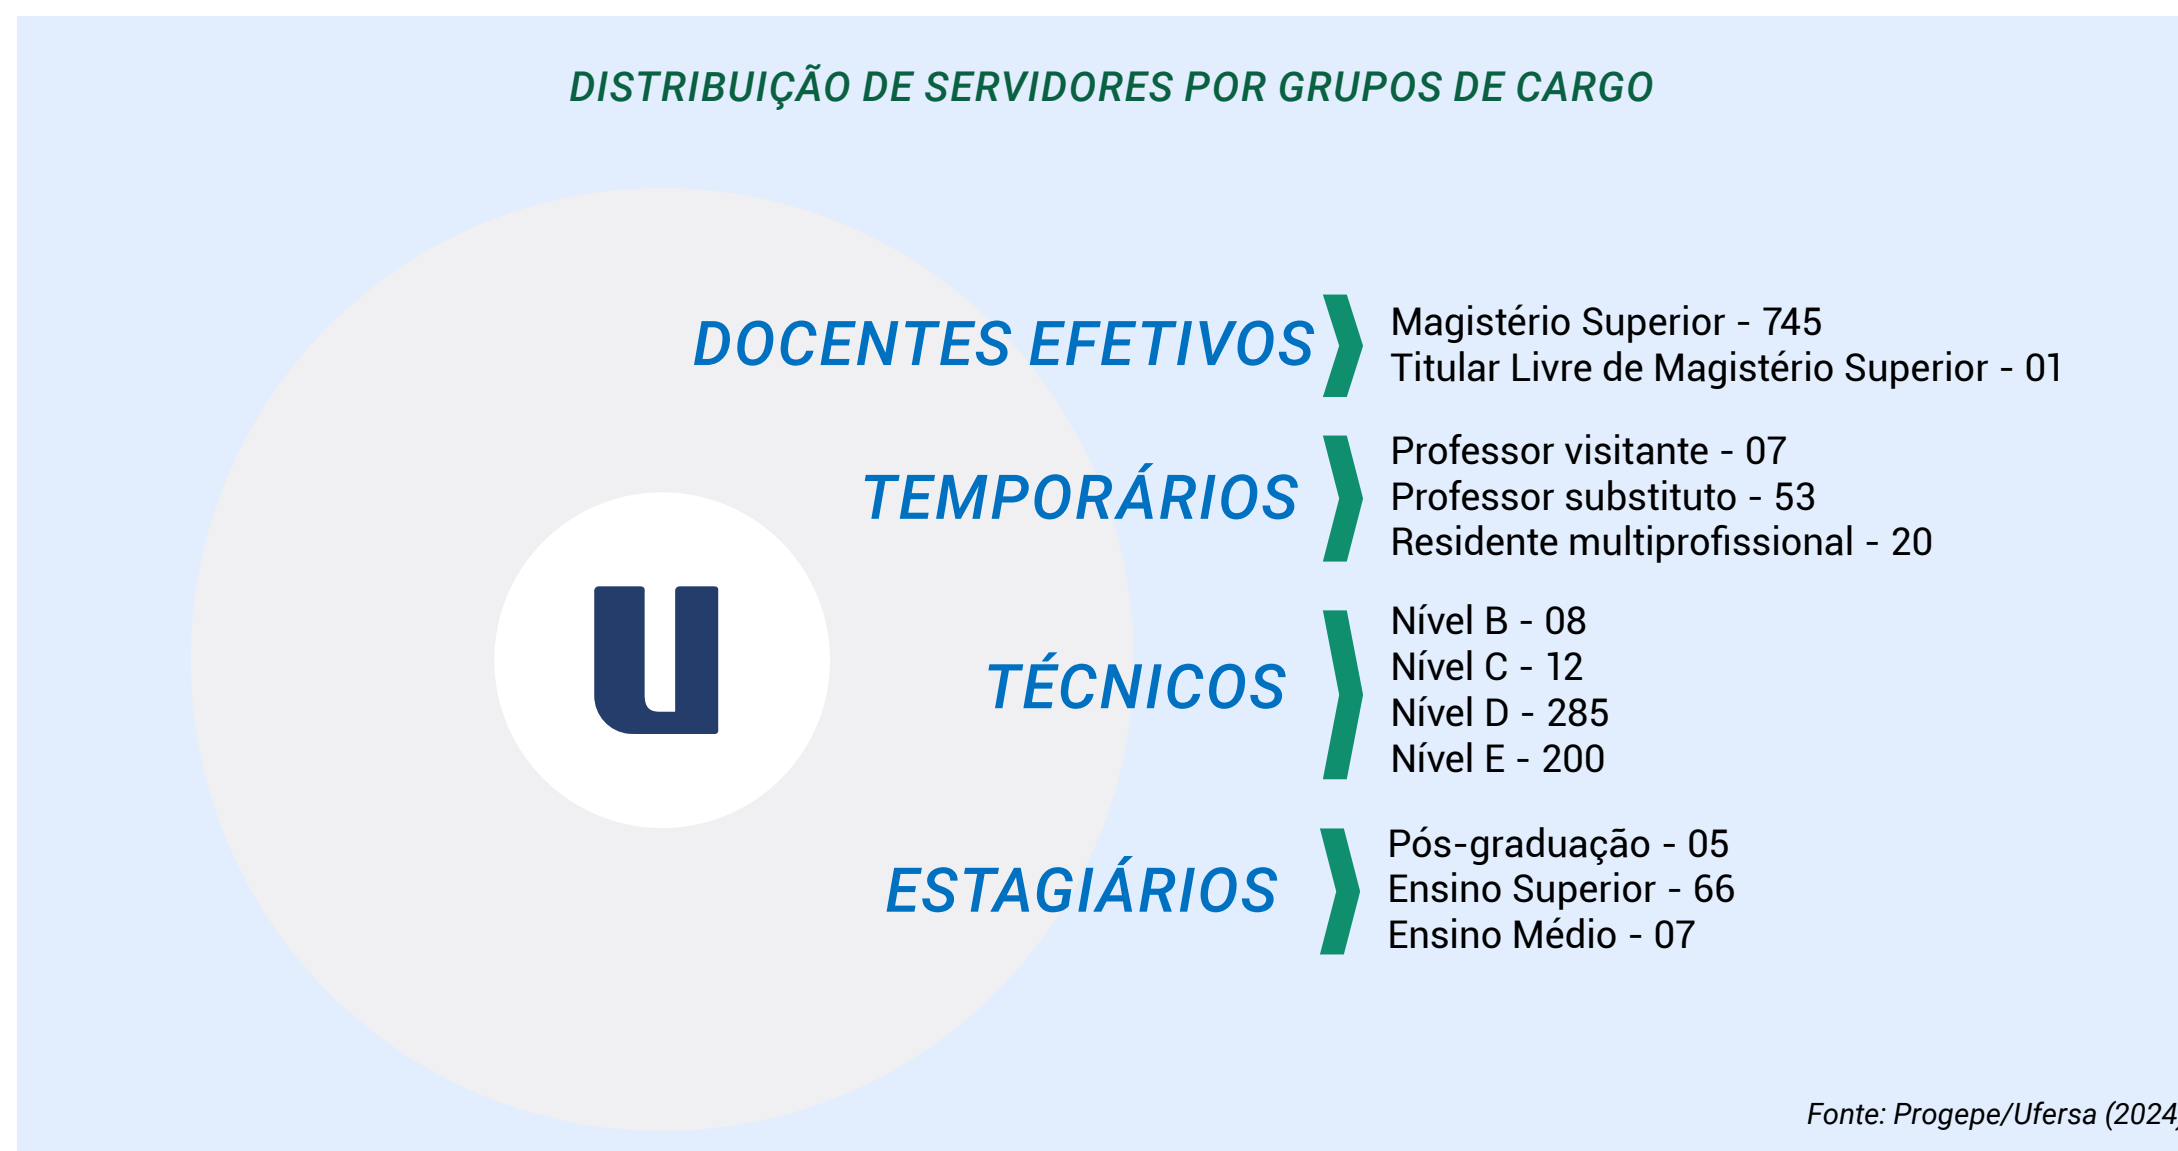 DISTRIBUIÇÃO DE SERVIDORES POR GRUPOS DE CARGO
DOCENTES EFETIVOS
Magistério Superior - 745
Titular Livre de Magistério Superior - 01
TEMPORÁRIOS
Professor visitante - 07
Professor substituto - 53
Residente multiprofissional - 20
TÉCNICOS
Nível B - 08
Nível C - 12
Nível D - 285
Nível E - 200
ESTAGIÁRIOS
Pós-graduação - 05
Ensino Superior - 66
Ensino Médio - 07
U
Fonte: Progepe/Ufersa (2024)